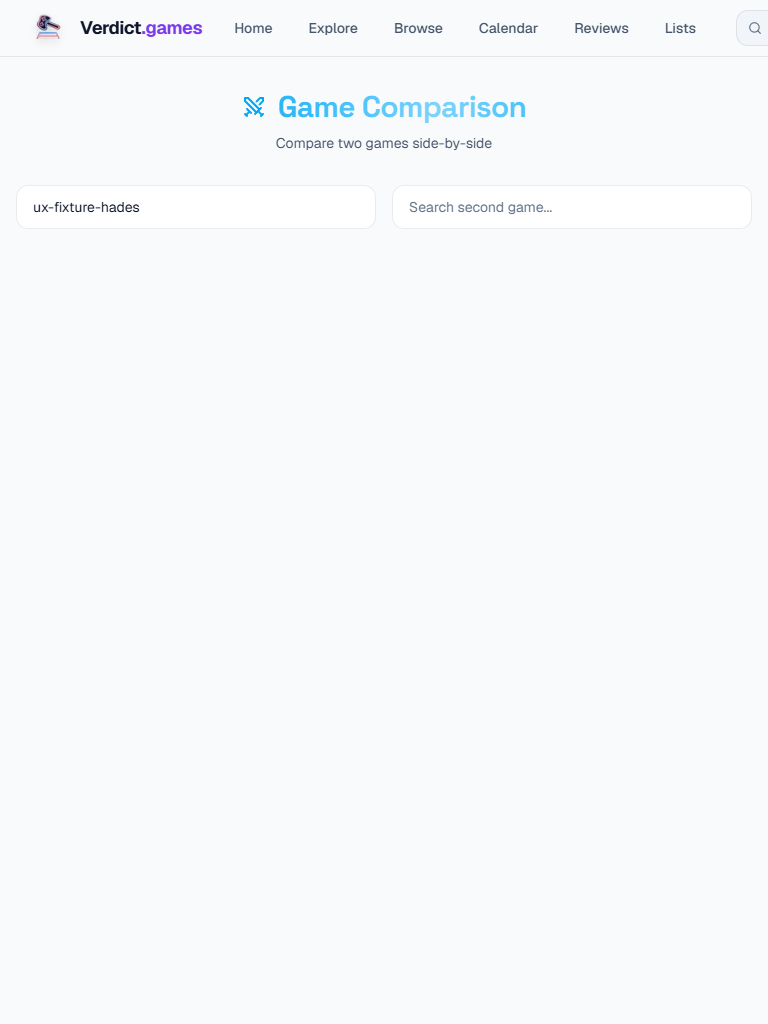 Verdict.games Home Explore Browse Calendar Reviews Lists
Game Comparison
Compare two games side-by-side
ux-fixture-hades Search second game...